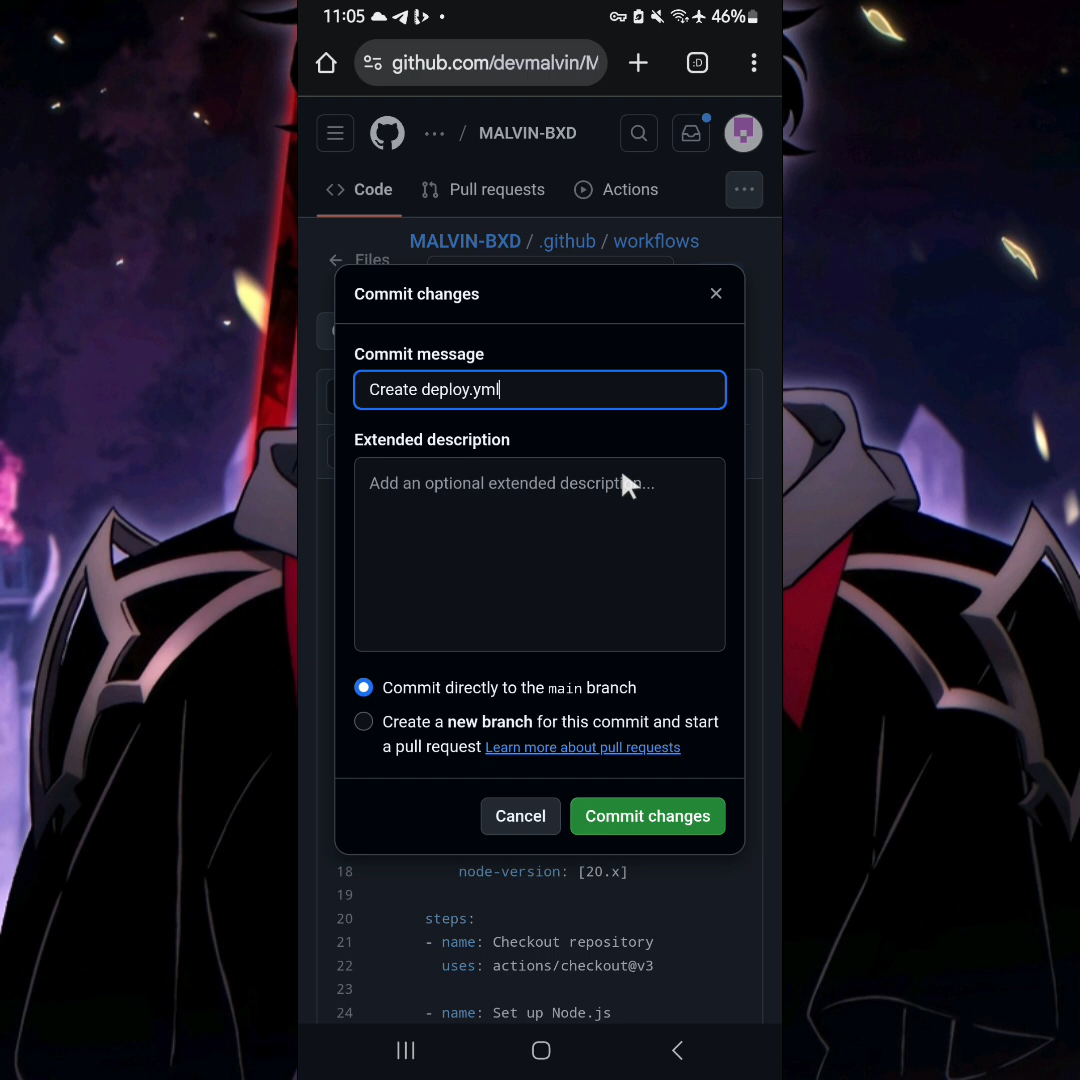 11:05
46%
github.com/devmalvin/M
:D
/ MALVIN-BXD
Code
Pull requests
Actions
MALVIN-BXD / .github / workflows
Files
Commit changes
Commit message
Create deploy.yml
Extended description
Add an optional extended description...
Commit directly to the main branch
Create a new branch for this commit and start
a pull request Learn more about pull requests
Cancel
Commit changes
18 node-version: [20.x]
19
20 steps:
21 - name: Checkout repository
22 uses: actions/checkout@v3
23
24 - name: Set up Node.js